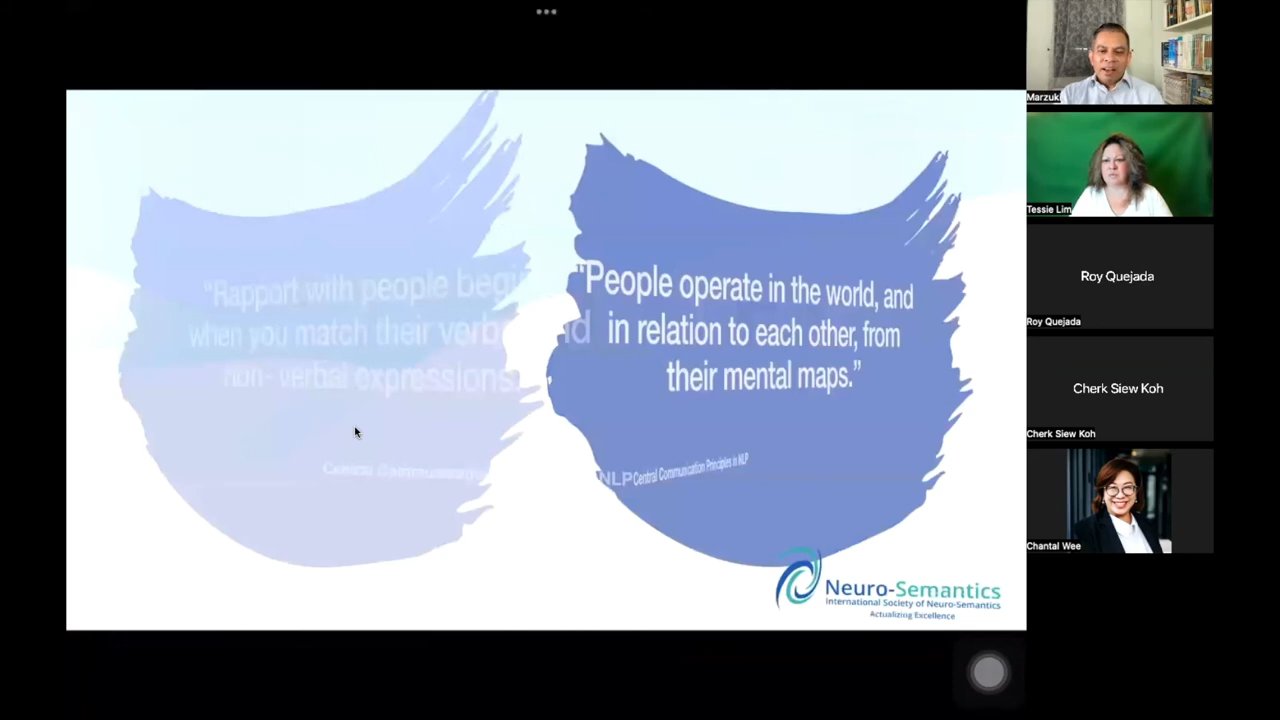 "Rapport with people begi
when you match their verb nd
non- verbal expressions.
"People operate in the world, and
in relation to each other, from
their mental maps."
NLP
Central Communication Principles in NLP
Neuro-Semantics
International Society of Neuro-Semantics
Actualizing Excellence
Marzuki
Tessie Lim
Roy Quejada
Roy Quejada
Cherk Siew Koh
Cherk Siew Koh
Chantal Wee